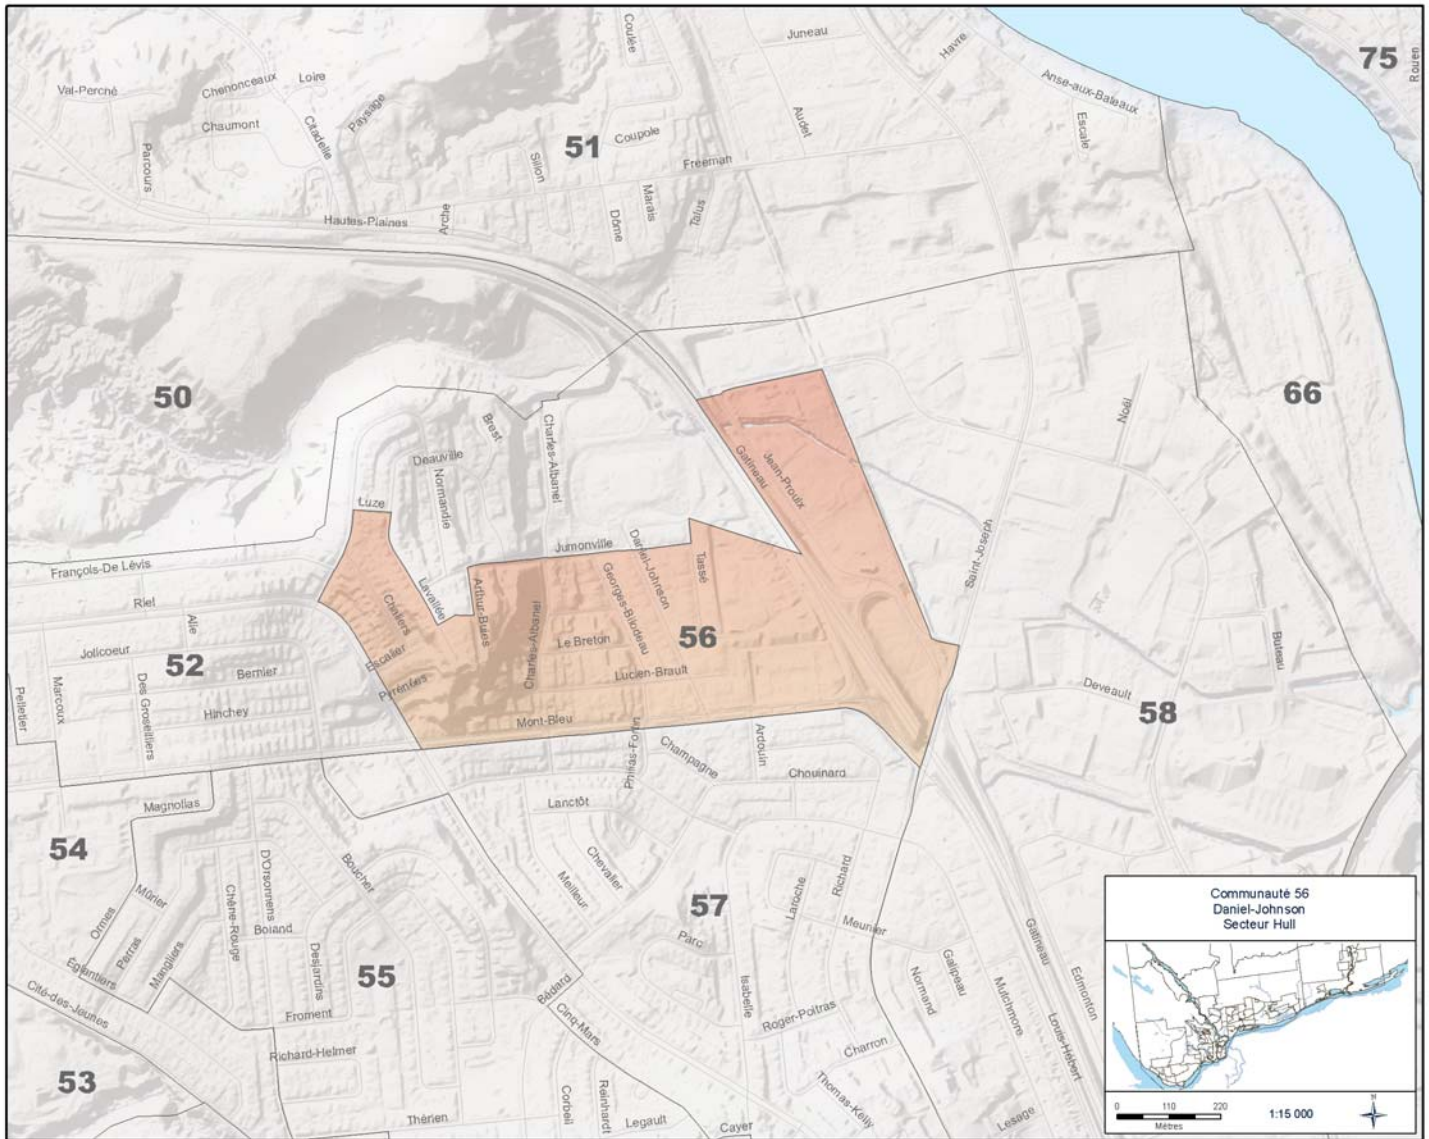 Coulée
Juneau
Havre
75
Rouen
Val-Perché
Chenonceaux
Loire
Anse-aux-Bateaux
Paysage
Chaumont
Citadelle
Audet
Escale
51
Coupole
Parcours
Sillon
Freeman
Marais
Talus
Hautes-Plaines
Arche
Dôme
50
66
Noël
Brest
Charles-Albanel
Deauville
Normandie
Gatineau
Jean-Proulx
Luze
Jumonville
Daniel-Johnson
Tassé
Saint-Joseph
François-De Lévis
Georges-Bilodeau
Lavallée
Arthur-Buies
Riel
Chaliers
Alie
Charles-Albanel
Le Breton
56
Buteau
Jolicoeur
52
Escalier
Bernier
Lucien-Brault
Pyrénées
Deveault
Marcoux
Des Groseilliers
Pelletier
Hinchey
Mont-Bleu
58
Philias-Fortin
Ardouin
Champagne
Chouinard
Magnolias
Lanctôt
54
D'Orsonnens
Boucher
Chevalier
Meilleur
Laroche
Richard
Mûrier
Chêne-Rouge
57
Ormes
Perras
Boland
Meunier
Parc
Mangliers
Desjardins
Églantiers
55
Cité-des-Jeunes
Bédard
Isabelle
Normand
Galipeau
Mutchmore
Gatineau
Edmonton
Froment
Cinq-Mars
Roger-Poitras
Louis-Hébert
Richard-Helmer
Charron
53
Corbeil
Reinhardt
Thomas-Kelly
Thérien
Legault
Cayer
Lesage
Communauté 56
Daniel-Johnson
Secteur Hull
0 110 220
Mètres
1:15 000
N